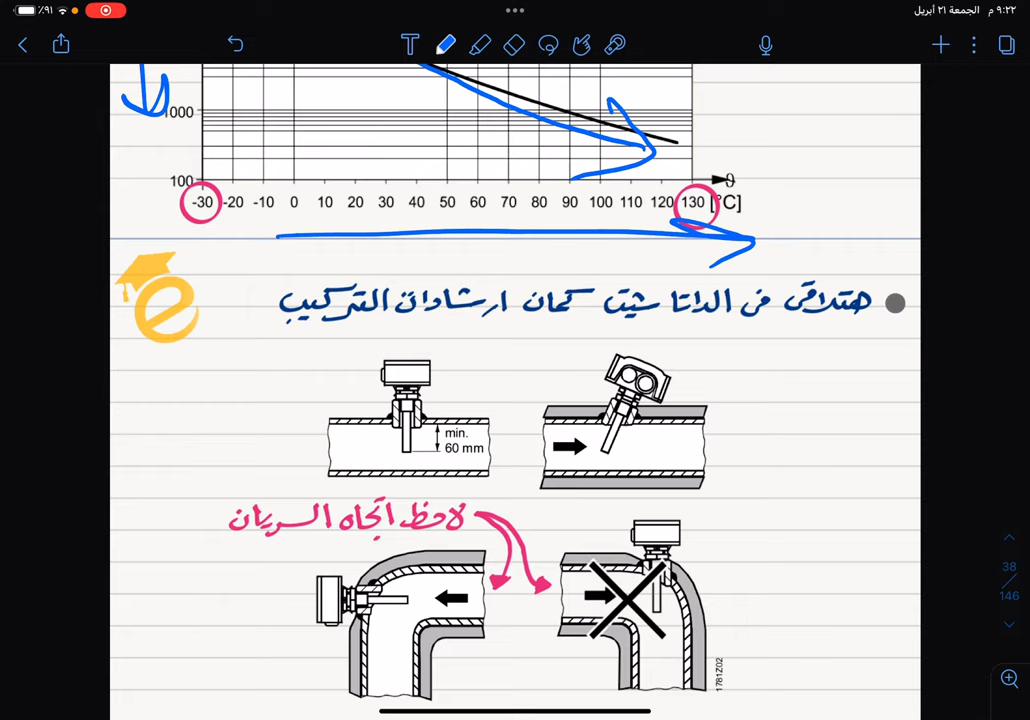 ٩:٢٢ م الجمعة ٢١ أبريل
٩١٪
T
1000
100
-30 -20 -10 0 10 20 30 40 50 60 70 80 90 100 110 120 130 [°C]
ϑ
e
هتلاقى فى الداتا شيت كمان ارشادات التركيب
min.
60 mm
لاحظ اتجاه السريان
1781Z02
38
146